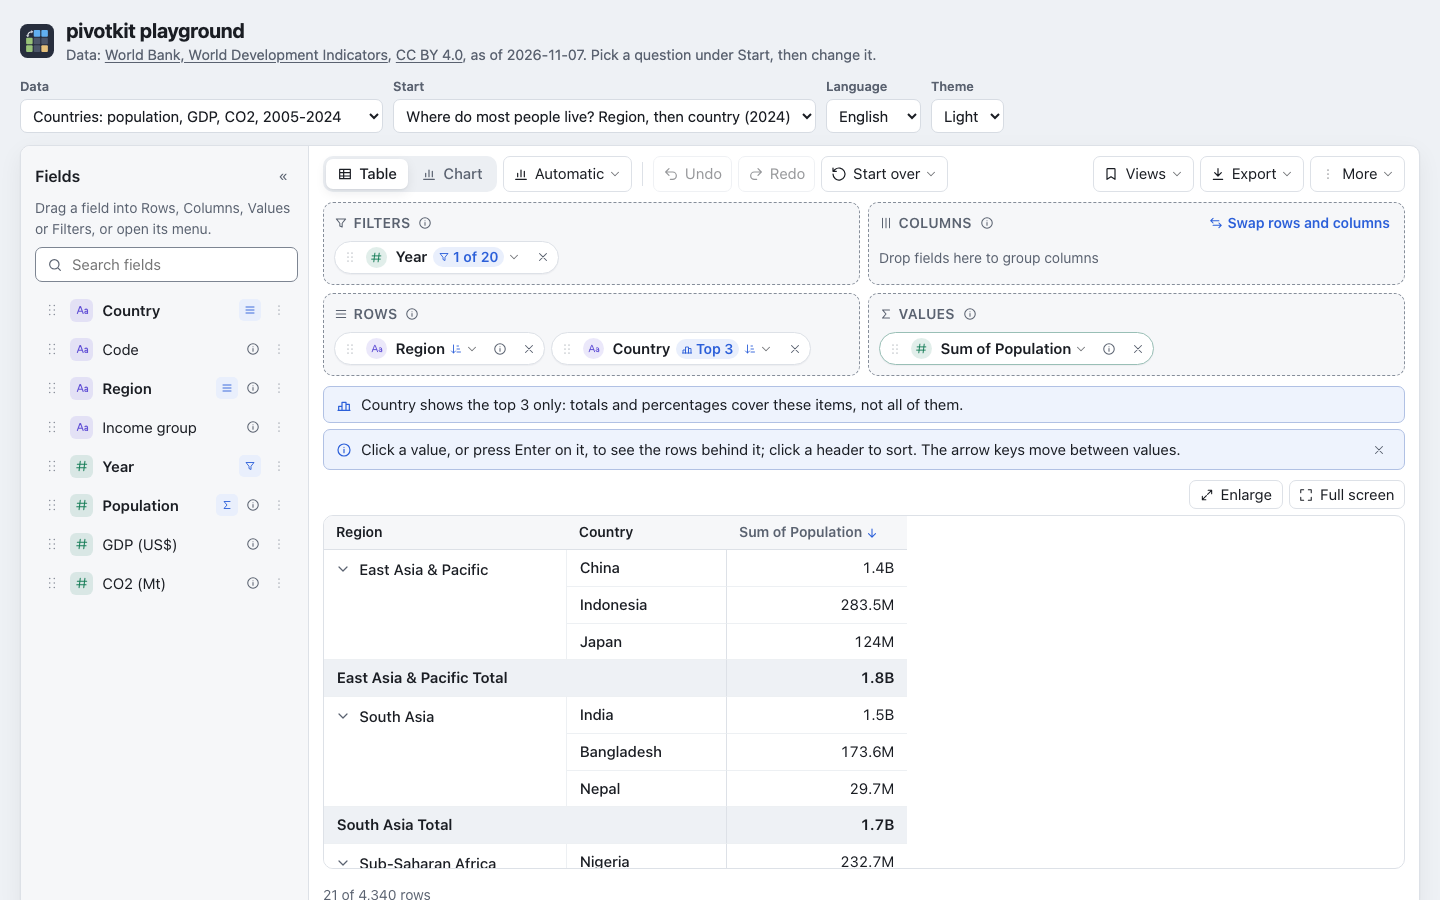 pivotkit playground
Data: World Bank, World Development Indicators, CC BY 4.0, as of 2026-11-07. Pick a question under Start, then change it.
Data
Start
Language
Theme
Countries: population, GDP, CO2, 2005-2024
Where do most people live? Region, then country (2024)
English
Light
Fields
«
Drag a field into Rows, Columns, Values
or Filters, or open its menu.
Search fields
Aa Country
Aa Code
Aa Region
Aa Income group
# Year
# Population Σ
# GDP (US$)
# CO2 (Mt)
Table
Chart
Automatic
Undo
Redo
Start over
Views
Export
More
FILTERS
# Year 1 of 20
COLUMNS
Swap rows and columns
Drop fields here to group columns
ROWS
Aa Region
Aa Country Top 3
Σ VALUES
# Sum of Population
Country shows the top 3 only: totals and percentages cover these items, not all of them.
Click a value, or press Enter on it, to see the rows behind it; click a header to sort. The arrow keys move between values.
Enlarge
Full screen
Region Country Sum of Population
East Asia & Pacific China 1.4B
Indonesia 283.5M
Japan 124M
East Asia & Pacific Total 1.8B
South Asia India 1.5B
Bangladesh 173.6M
Nepal 29.7M
South Asia Total 1.7B
Sub-Saharan Africa Nigeria 232.7M
21 of 4,340 rows